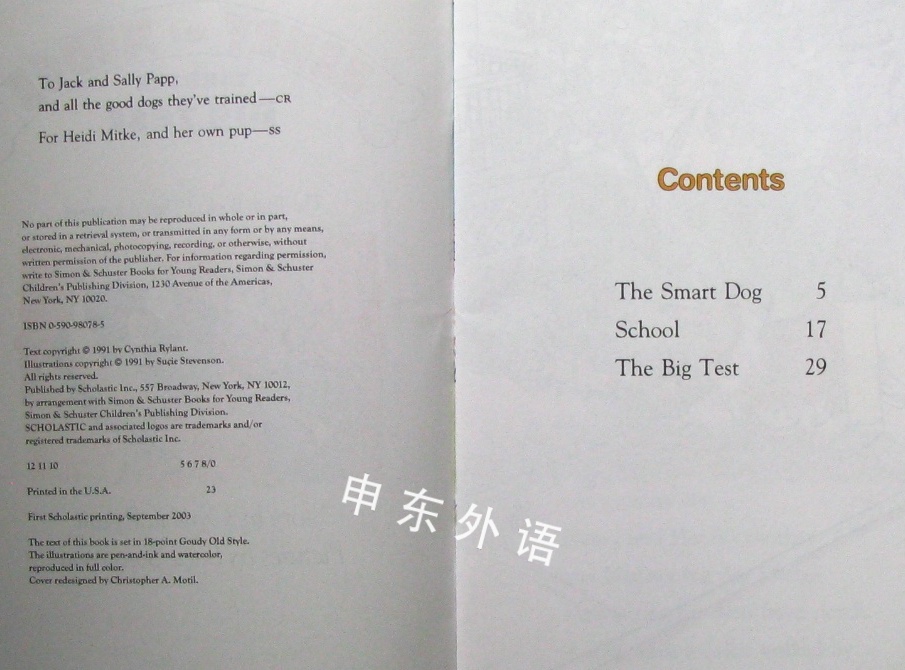 To Jack and Sally Papp,
and all the good dogs they've trained—CR
For Heidi Mitke, and her own pup—SS
No part of this publication may be reproduced in whole or in part,
or stored in a retrieval system, or transmitted in any form or by any means,
electronic, mechanical, photocopying, recording, or otherwise, without
written permission of the publisher. For information regarding permission,
write to Simon & Schuster Books for Young Readers, Simon & Schuster
Children's Publishing Division, 1230 Avenue of the Americas,
New York, NY 10020.
ISBN 0-590-98078-5
Text copyright © 1991 by Cynthia Rylant.
Illustrations copyright © 1991 by Suçie Stevenson.
All rights reserved.
Published by Scholastic Inc., 557 Broadway, New York, NY 10012,
by arrangement with Simon & Schuster Books for Young Readers,
Simon & Schuster Children's Publishing Division.
SCHOLASTIC and associated logos are trademarks and/or
registered trademarks of Scholastic Inc.
12 11 10 5 6 7 8/0
Printed in the U.S.A. 23
First Scholastic printing, September 2003
The text of this book is set in 18-point Goudy Old Style.
The illustrations are pen-and-ink and watercolor,
reproduced in full color.
Cover redesigned by Christopher A. Motil.
Contents
The Smart Dog 5
School 17
The Big Test 29
申东外语